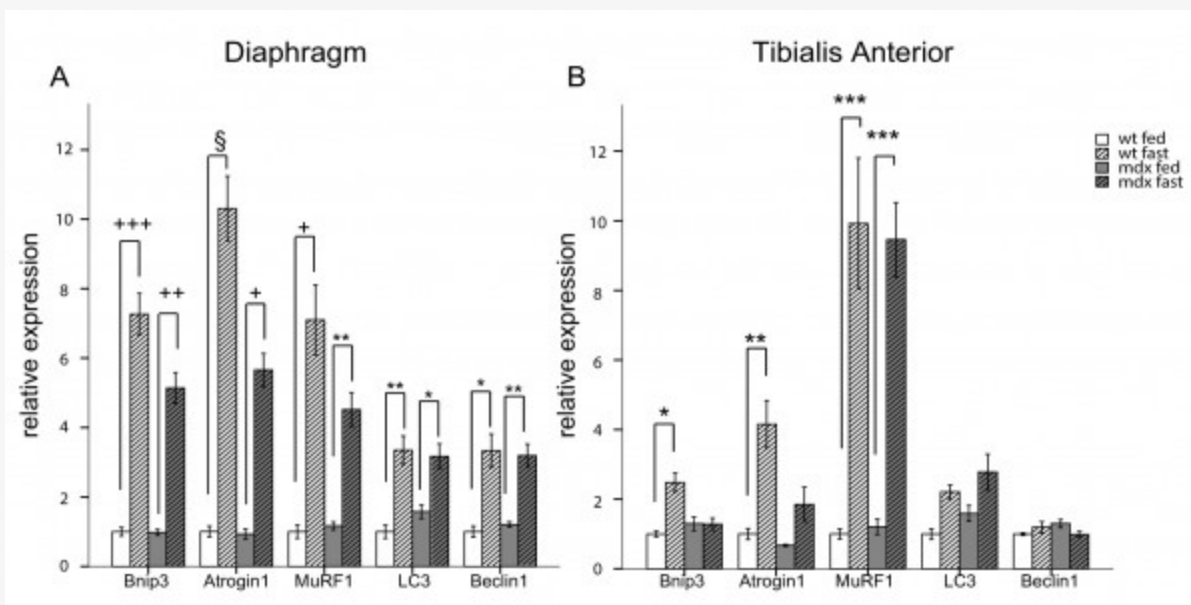 Diaphragm
A
relative expression
12
10
8
6
4
2
0
+++
++
§
+
+
**
**
*
*
**
Bnip3 Atrogin1 MuRF1 LC3 Beclin1
Tibialis Anterior
B
relative expression
12
10
8
6
4
2
0
*
**
***
***
Bnip3 Atrogin1 MuRF1 LC3 Beclin1
wt fed
wt fast
mdx fed
mdx fast